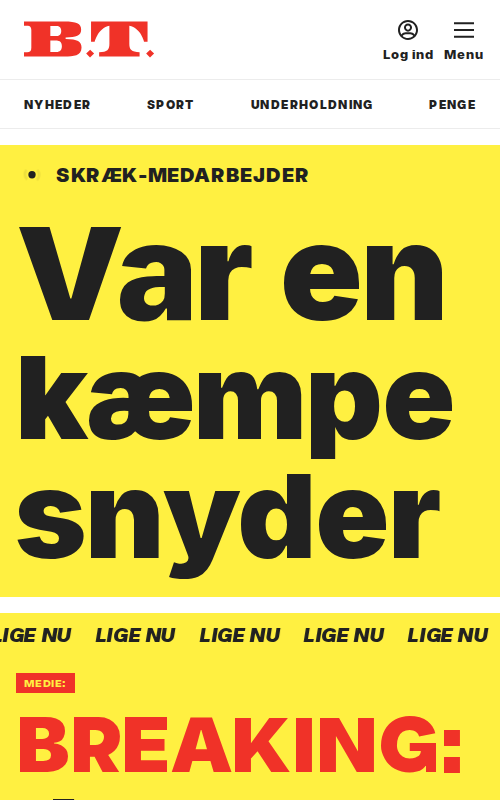 B.T.
Log ind Menu
NYHEDER SPORT UNDERHOLDNING PENGE
SKRÆK-MEDARBEJDER
Var en
kæmpe
snyder
LIGE NU LIGE NU LIGE NU LIGE NU LIGE NU
MEDIE:
BREAKING: